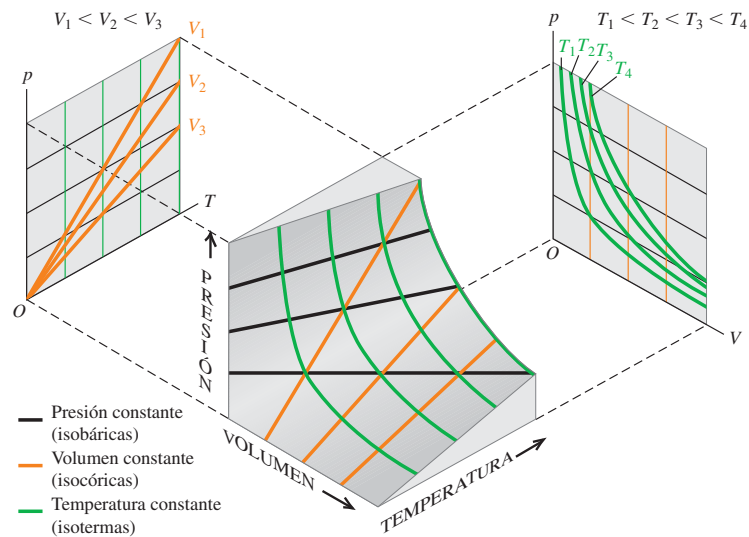 V₁ < V₂ < V₃
V₁
p
V₂
V₃
T
O
p
T₁ < T₂ < T₃ < T₄
T₁ T₂ T₃
T₄
O
V
PRESIÓN
VOLUMEN
TEMPERATURA
Presión constante
(isobáricas)
Volumen constante
(isocóricas)
Temperatura constante
(isotermas)